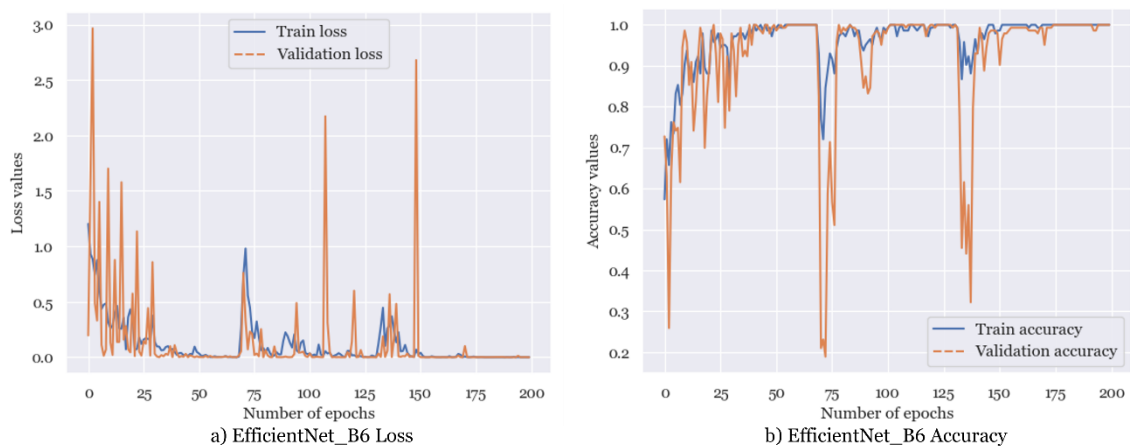 3.0
2.5
2.0
1.5
1.0
0.5
0.0
Loss values
Train loss
Validation loss
0 25 50 75 100 125 150 175 200
Number of epochs
a) EfficientNet_B6 Loss
1.0
0.9
0.8
0.7
0.6
0.5
0.4
0.3
0.2
Accuracy values
Train accuracy
Validation accuracy
0 25 50 75 100 125 150 175 200
Number of epochs
b) EfficientNet_B6 Accuracy